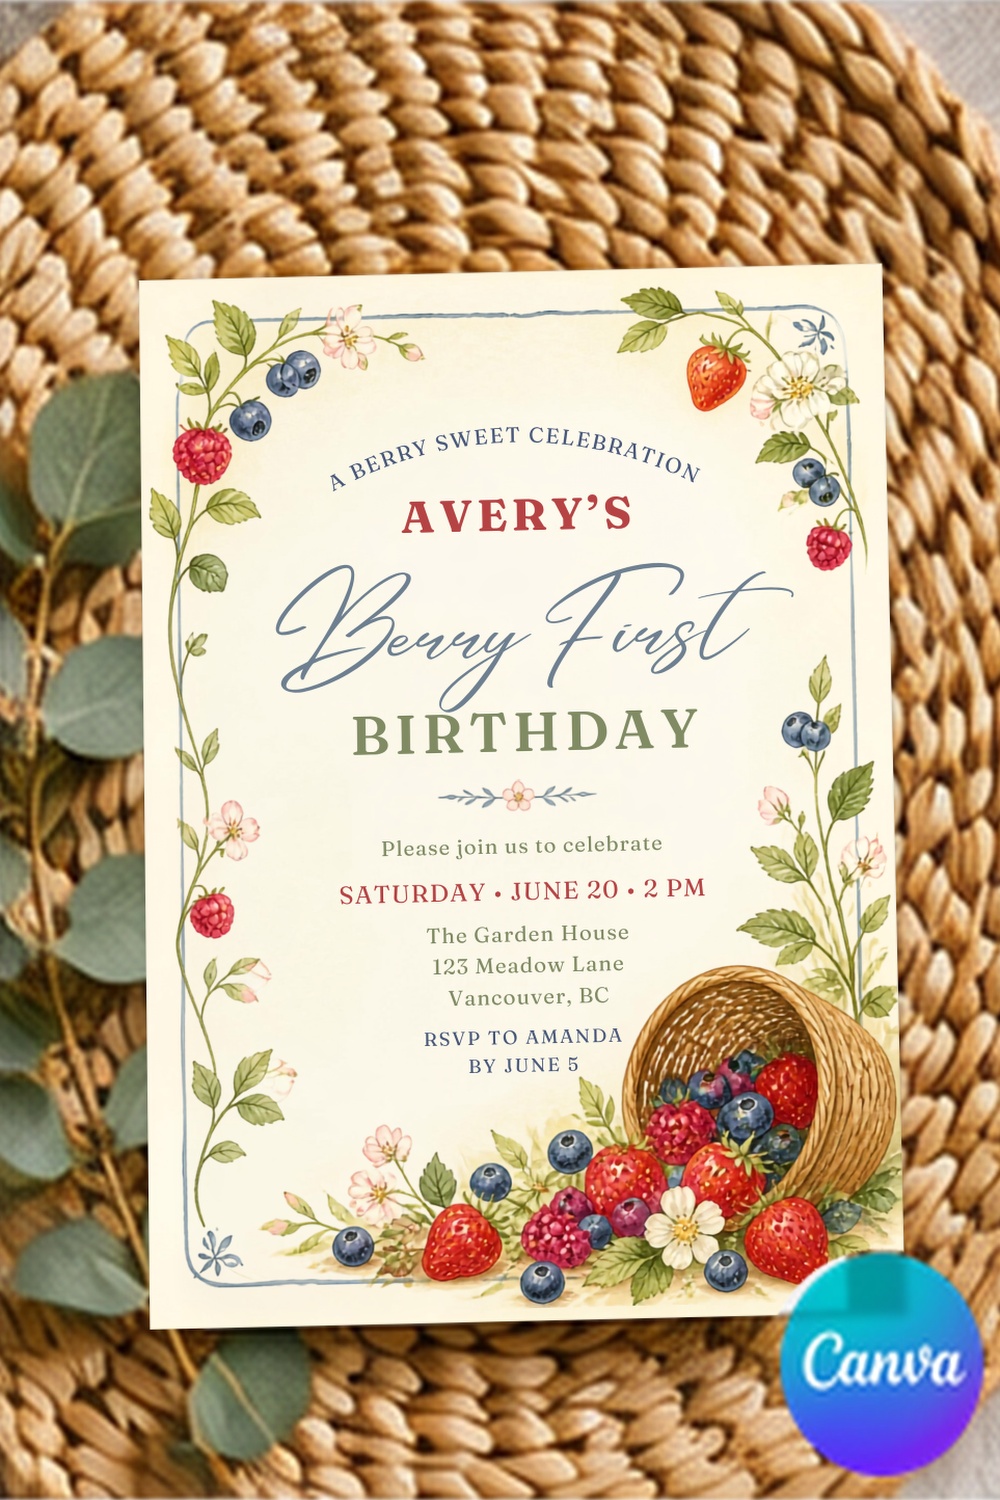 A BERRY SWEET CELEBRATION
AVERY’S
Berry First
BIRTHDAY
Please join us to celebrate
SATURDAY • JUNE 20 • 2 PM
The Garden House
123 Meadow Lane
Vancouver, BC
RSVP TO AMANDA
BY JUNE 5
Canva